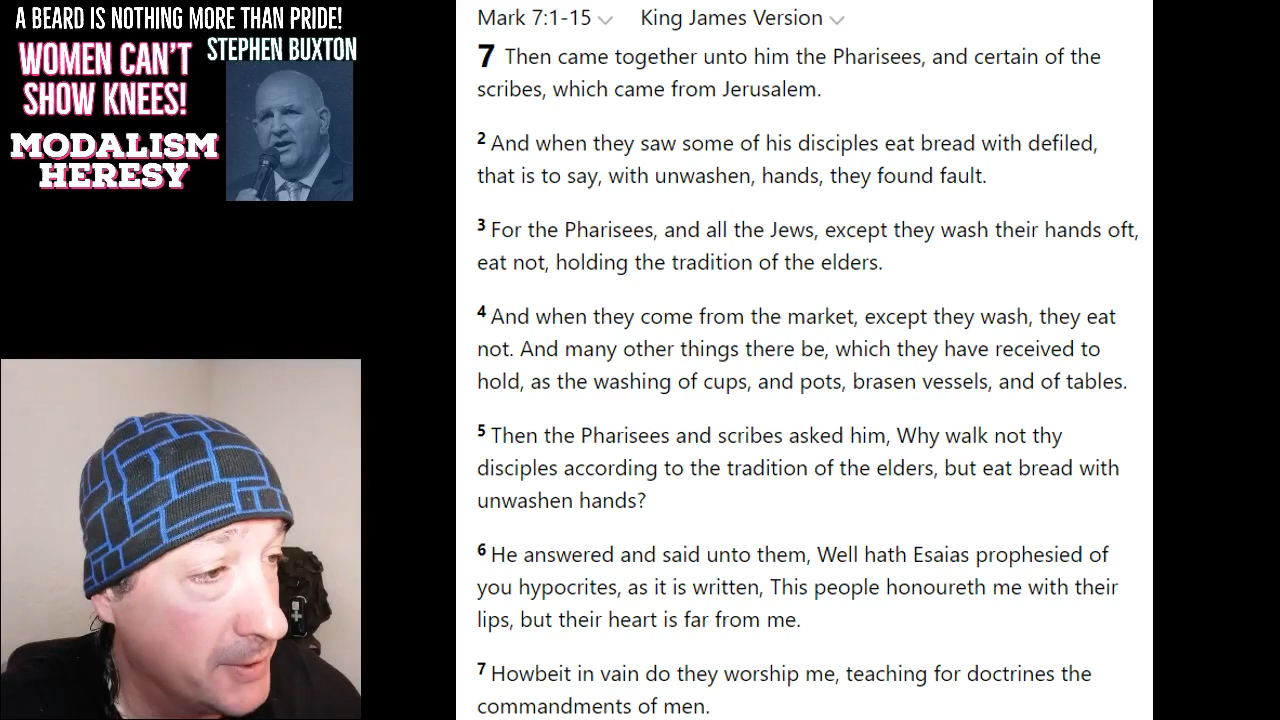 A BEARD IS NOTHING MORE THAN PRIDE!
WOMEN CAN'T
SHOW KNEES!
STEPHEN BUXTON
MODALISM
HERESY
Mark 7:1-15 King James Version
7 Then came together unto him the Pharisees, and certain of the
scribes, which came from Jerusalem.
2 And when they saw some of his disciples eat bread with defiled,
that is to say, with unwashen, hands, they found fault.
3 For the Pharisees, and all the Jews, except they wash their hands oft,
eat not, holding the tradition of the elders.
4 And when they come from the market, except they wash, they eat
not. And many other things there be, which they have received to
hold, as the washing of cups, and pots, brasen vessels, and of tables.
5 Then the Pharisees and scribes asked him, Why walk not thy
disciples according to the tradition of the elders, but eat bread with
unwashen hands?
6 He answered and said unto them, Well hath Esaias prophesied of
you hypocrites, as it is written, This people honoureth me with their
lips, but their heart is far from me.
7 Howbeit in vain do they worship me, teaching for doctrines the
commandments of men.